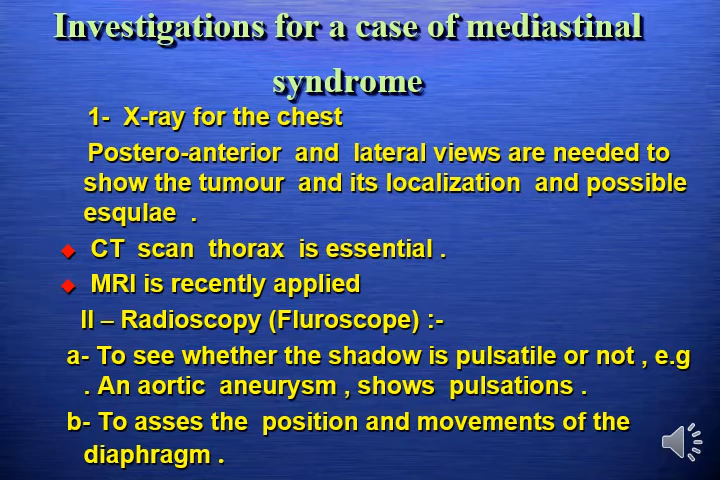 Investigations for a case of mediastinal
syndrome
1- X-ray for the chest
Postero-anterior and lateral views are needed to
show the tumour and its localization and possible
esqulae .
CT scan thorax is essential .
MRI is recently applied
II – Radioscopy (Fluroscope) :-
a- To see whether the shadow is pulsatile or not , e.g
. An aortic aneurysm , shows pulsations .
b- To asses the position and movements of the
diaphragm .